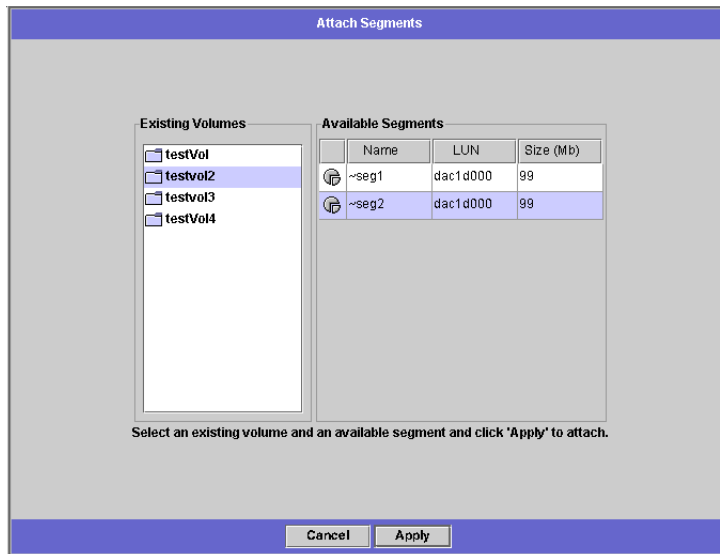 Attach Segments
Existing Volumes
testVol
testvol2
testvol3
testVol4
Available Segments
Name LUN Size (Mb)
~seg1 dac1d000 99
~seg2 dac1d000 99
Select an existing volume and an available segment and click 'Apply' to attach.
Cancel Apply